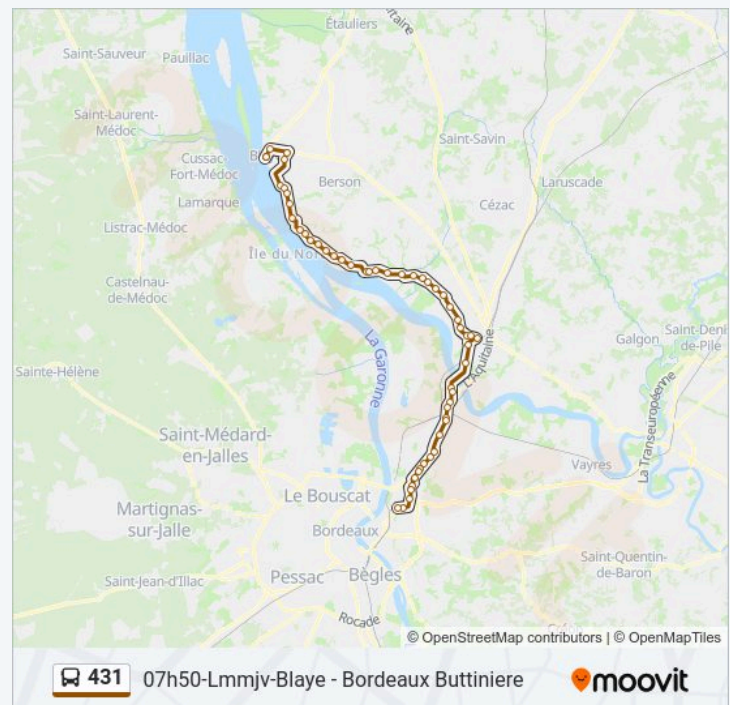 Étauliers
Saint-Sauveur
Pauillac
Saint-Laurent-
Médoc
Cussac-
Fort-Médoc
Saint-Savin
Laruscade
Berson
Lamarque
Cézac
Listrac-Médoc
Castelnau-
de-Médoc
La Garonne
L'Aquitaine
Galgon
Saint-Denis-
de-Pile
Sainte-Hélène
La Transeuropéenne
Saint-Médard-
en-Jalles
Vayres
Le Bouscat
Martignas-
sur-Jalle
Bordeaux
Saint-Jean-d'Illac
Pessac
Bègles
Saint-Quentin-
de-Baron
Rocade
© OpenStreetMap contributors | © OpenMapTiles
431 07h50-Lmmjv-Blaye - Bordeaux Buttiniere moovit